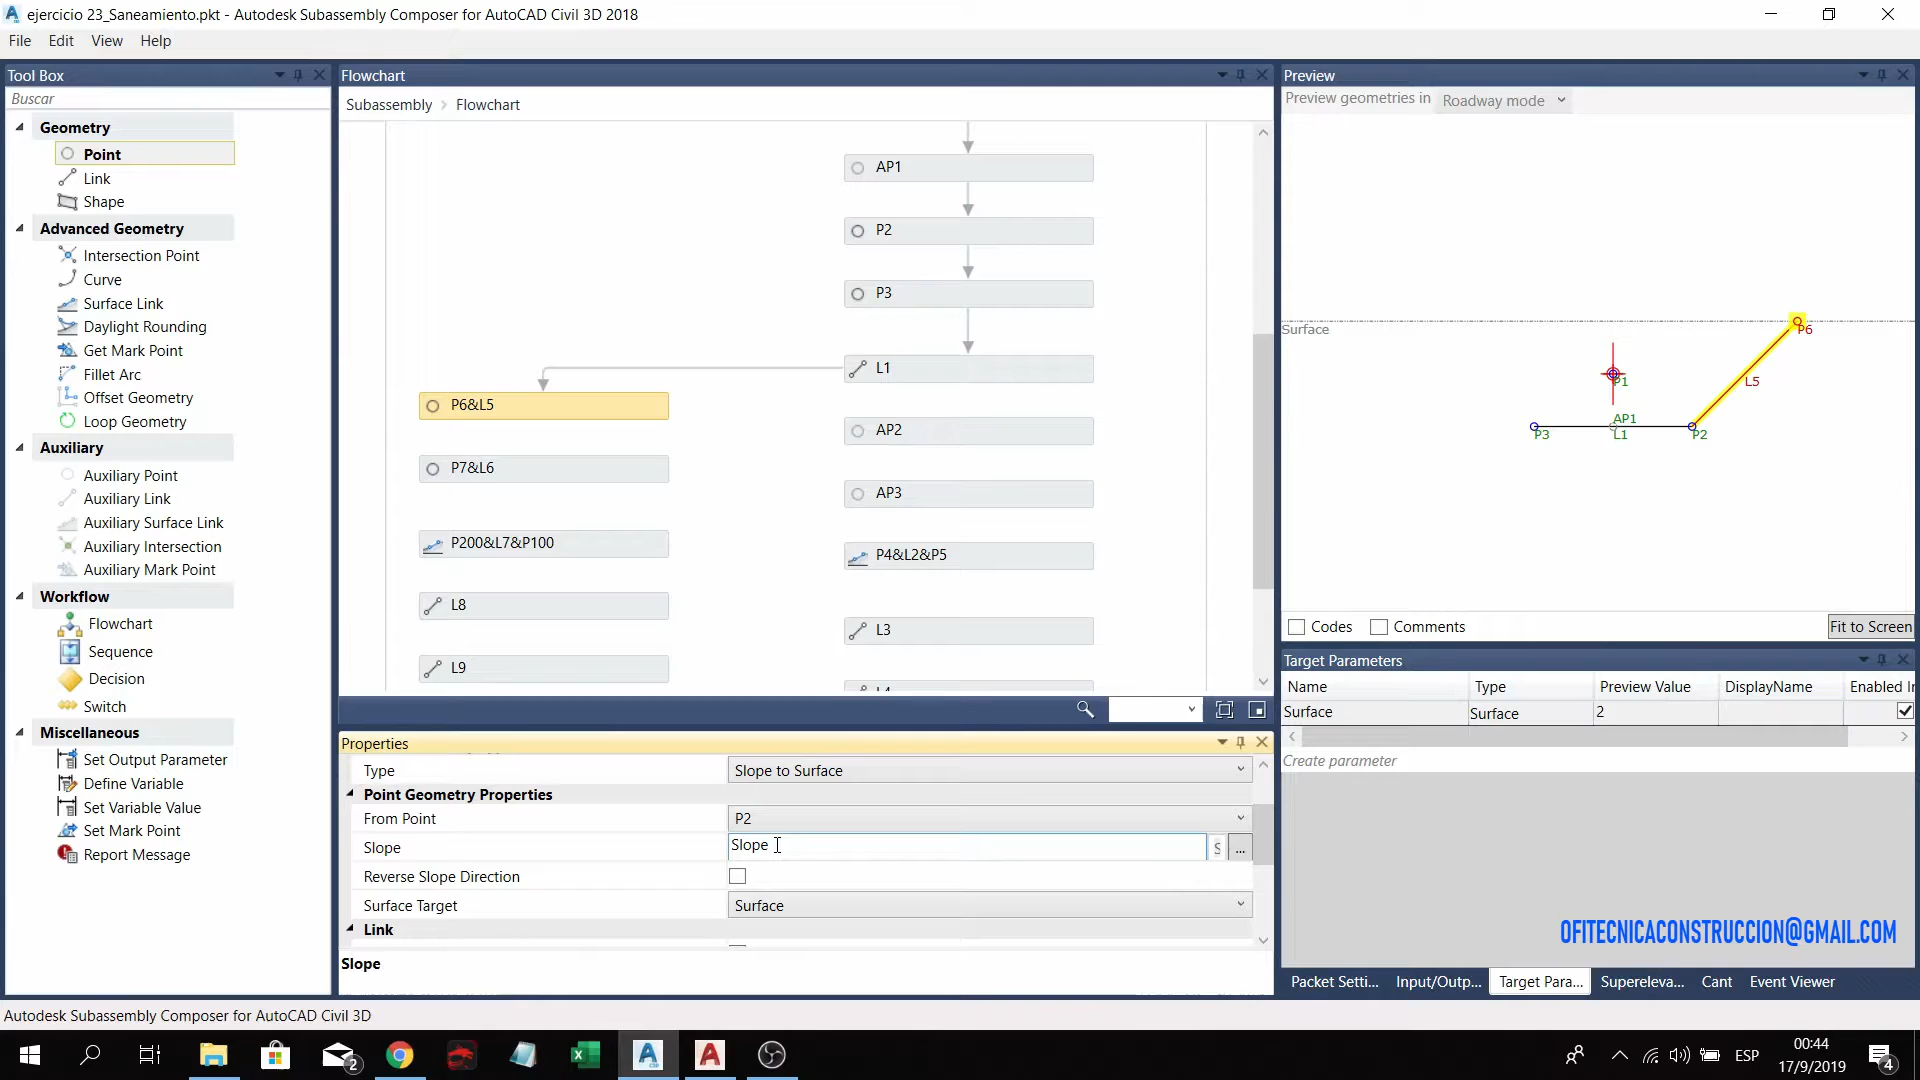 ejercicio 23_Saneamiento.pkt - Autodesk Subassembly Composer for AutoCAD Civil 3D 2018
File Edit View Help
Tool Box
Buscar
Geometry
Point
Link
Shape
Advanced Geometry
Intersection Point
Curve
Surface Link
Daylight Rounding
Get Mark Point
Fillet Arc
Offset Geometry
Loop Geometry
Auxiliary
Auxiliary Point
Auxiliary Link
Auxiliary Surface Link
Auxiliary Intersection
Auxiliary Mark Point
Workflow
Flowchart
Sequence
Decision
Switch
Miscellaneous
Set Output Parameter
Define Variable
Set Variable Value
Set Mark Point
Report Message
Flowchart
Subassembly > Flowchart
AP1
P2
P3
L1
P6&L5
AP2
P7&L6
AP3
P200&L7&P100
P4&L2&P5
L8
L3
L9
Properties
Type Slope to Surface
Point Geometry Properties
From Point P2
Slope Slope S ...
Reverse Slope Direction
Surface Target Surface
Link
Slope
Preview
Preview geometries in Roadway mode
Surface
P6
P1
L5
AP1
P3 L1 P2
Codes Comments Fit to Screen
Target Parameters
Name Type Preview Value DisplayName Enabled In
Surface Surface 2
Create parameter
OFITECNICACONSTRUCCION@GMAIL.COM
Packet Setti... Input/Outp... Target Para... Supereleva... Cant Event Viewer
Autodesk Subassembly Composer for AutoCAD Civil 3D
2
ESP
00:44
17/9/2019
4